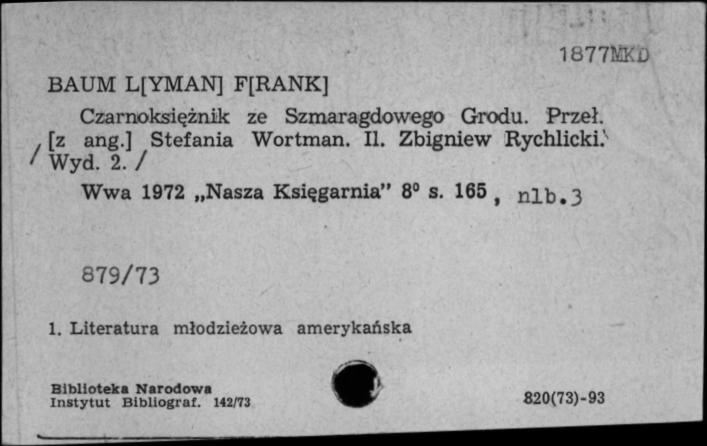 1877MKD
BAUM L[YMAN] F[RANK]
Czarnoksiężnik ze Szmaragdowego Grodu. Przeł.
[z ang.] Stefania Wortman. Il. Zbigniew Rychlicki.
/ Wyd. 2. /
Wwa 1972 „Nasza Księgarnia” 8° s. 165, nlb.3
879/73
1. Literatura młodzieżowa amerykańska
Biblioteka Narodowa
Instytut Bibliograf. 142/73
820(73)-93